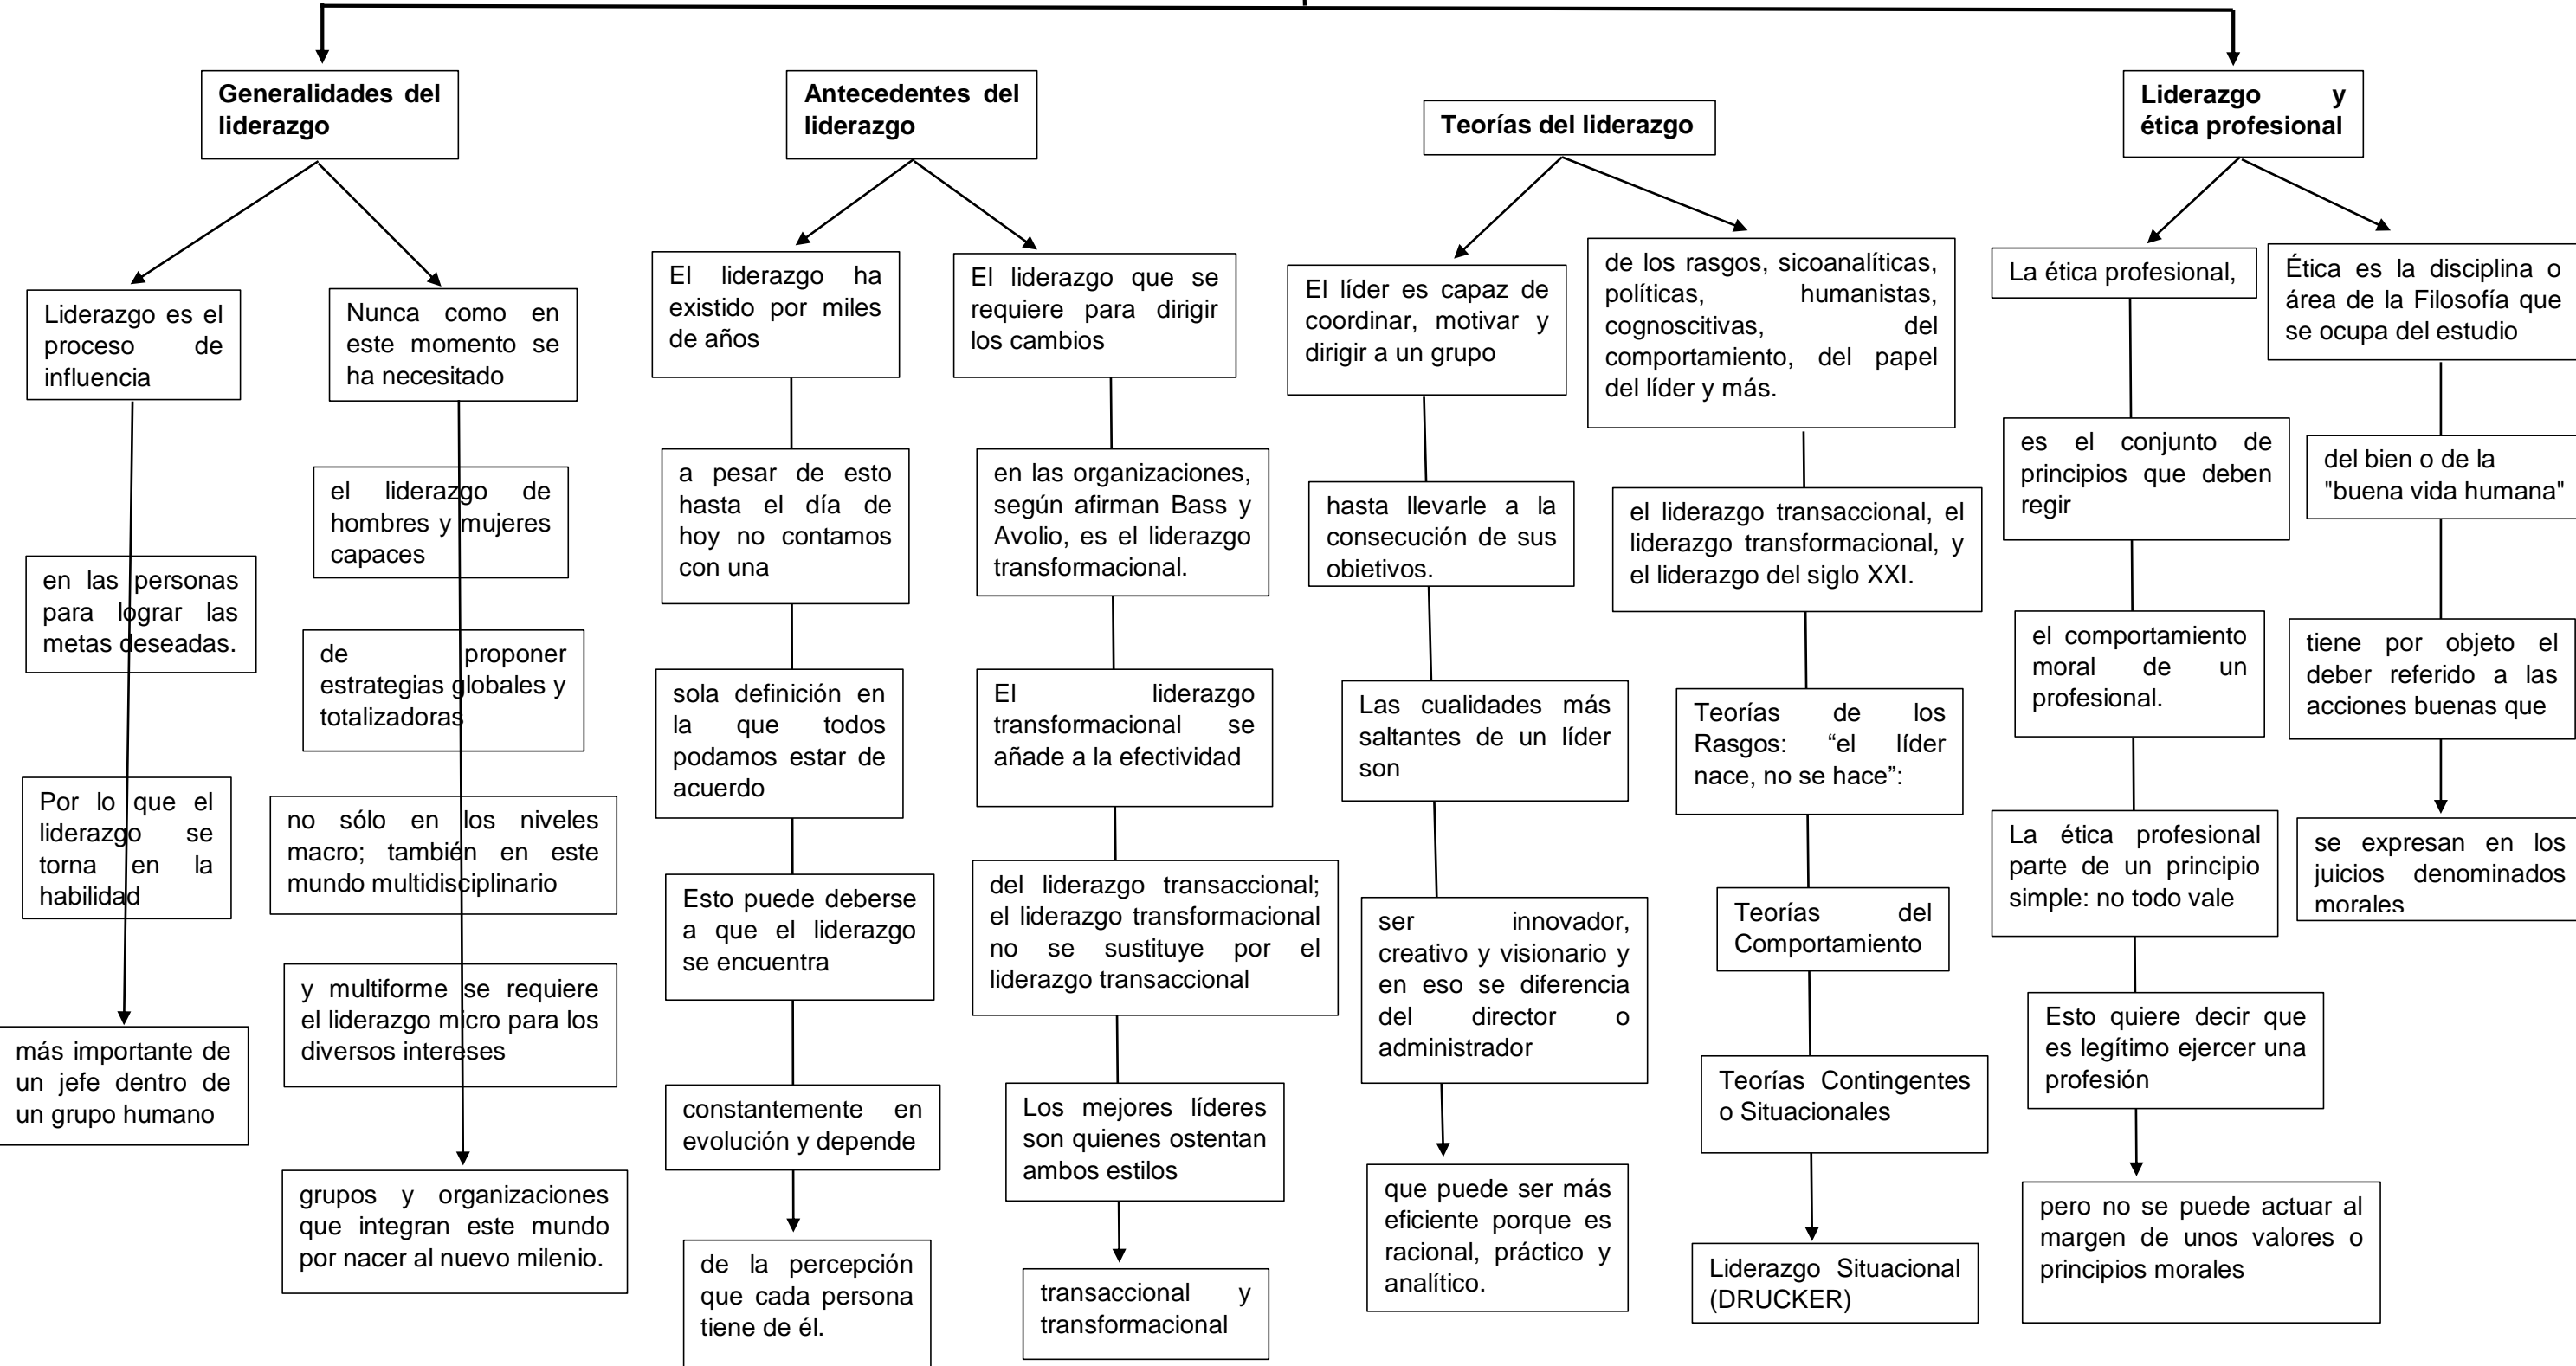 Generalidades del
liderazgo
Liderazgo es el
proceso de
influencia
en las personas
para lograr las
metas deseadas.
Por lo que el
liderazgo se
torna en la
habilidad
más importante de
un jefe dentro de
un grupo humano
Nunca como en
este momento se
ha necesitado
el liderazgo de
hombres y mujeres
capaces
de proponer
estrategias globales y
totalizadoras
no sólo en los niveles
macro; también en este
mundo multidisciplinario
y multiforme se requiere
el liderazgo micro para los
diversos intereses
grupos y organizaciones
que integran este mundo
por nacer al nuevo milenio.
Antecedentes del
liderazgo
El liderazgo ha
existido por miles
de años
a pesar de esto
hasta el día de
hoy no contamos
con una
sola definición en
la que todos
podamos estar de
acuerdo
Esto puede deberse
a que el liderazgo
se encuentra
constantemente en
evolución y depende
de la percepción
que cada persona
tiene de él.
El liderazgo que se
requiere para dirigir
los cambios
en las organizaciones,
según afirman Bass y
Avolio, es el liderazgo
transformacional.
El liderazgo
transformacional se
añade a la efectividad
del liderazgo transaccional;
el liderazgo transformacional
no se sustituye por el
liderazgo transaccional
Los mejores líderes
son quienes ostentan
ambos estilos
transaccional y
transformacional
Teorías del liderazgo
El líder es capaz de
coordinar, motivar y
dirigir a un grupo
hasta llevarle a la
consecución de sus
objetivos.
Las cualidades más
saltantes de un líder
son
ser innovador,
creativo y visionario y
en eso se diferencia
del director o
administrador
que puede ser más
eficiente porque es
racional, práctico y
analítico.
de los rasgos, sicoanalíticas,
políticas, humanistas,
cognoscitivas, del
comportamiento, del papel
del líder y más.
el liderazgo transaccional, el
liderazgo transformacional, y
el liderazgo del siglo XXI.
Teorías de los
Rasgos: “el líder
nace, no se hace”:
Teorías del
Comportamiento
Teorías Contingentes
o Situacionales
Liderazgo Situacional
(DRUCKER)
Liderazgo y
ética profesional
La ética profesional,
es el conjunto de
principios que deben
regir
el comportamiento
moral de un
profesional.
La ética profesional
parte de un principio
simple: no todo vale
Esto quiere decir que
es legítimo ejercer una
profesión
pero no se puede actuar al
margen de unos valores o
principios morales
Ética es la disciplina o
área de la Filosofía que
se ocupa del estudio
del bien o de la
"buena vida humana"
tiene por objeto el
deber referido a las
acciones buenas que
se expresan en los
juicios denominados
morales